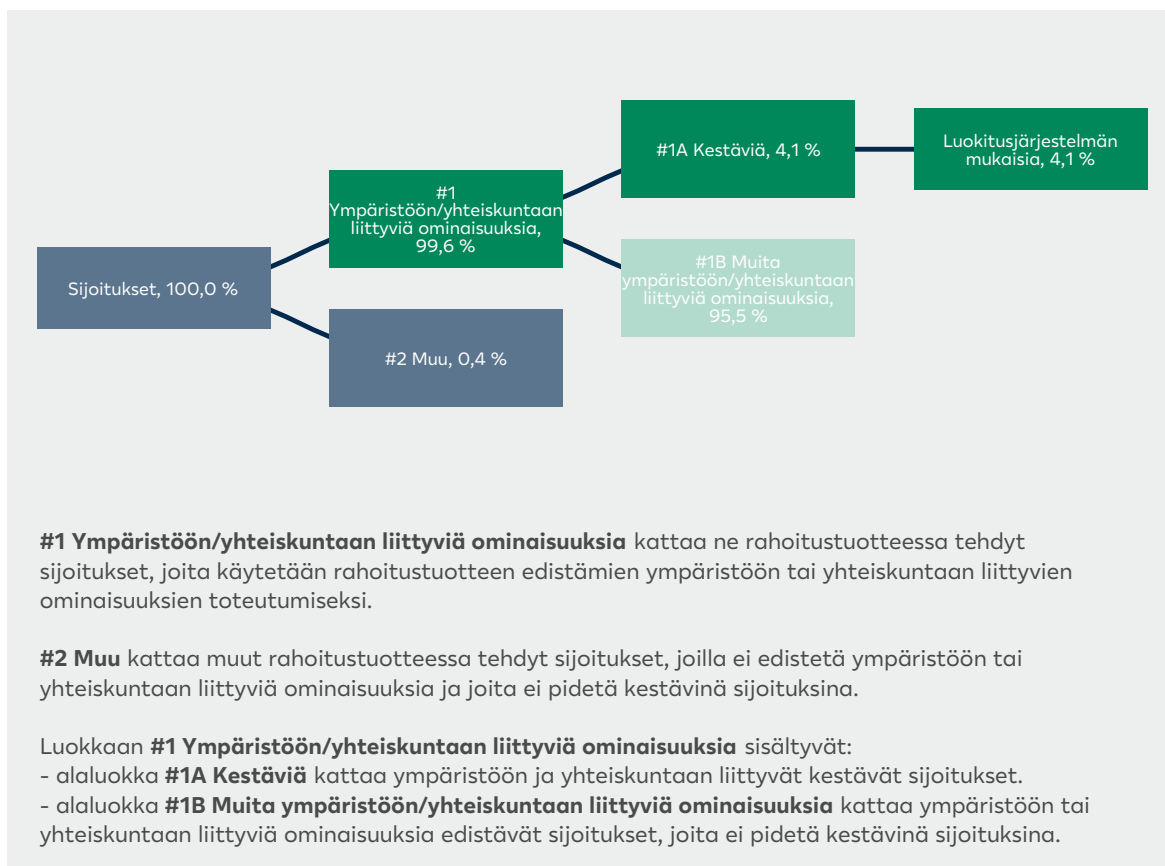 Sijoitukset, 100,0 %
#1
Ympäristöön/yhteiskuntaan
liittyviä ominaisuuksia,
99,6 %
#2 Muu, 0,4 %
#1A Kestäviä, 4,1 %
#1B Muita
ympäristöön/yhteiskuntaan
liittyviä ominaisuuksia,
95,5 %
Luokitusjärjestelmän
mukaisia, 4,1 %
#1 Ympäristöön/yhteiskuntaan liittyviä ominaisuuksia kattaa ne rahoitustuotteessa tehdyt
sijoitukset, joita käytetään rahoitustuotteen edistämien ympäristöön tai yhteiskuntaan liittyvien
ominaisuuksien toteutumiseksi.
#2 Muu kattaa muut rahoitustuotteessa tehdyt sijoitukset, joilla ei edistetä ympäristöön tai
yhteiskuntaan liittyviä ominaisuuksia ja joita ei pidetä kestävinä sijoituksina.
Luokkaan #1 Ympäristöön/yhteiskuntaan liittyviä ominaisuuksia sisältyvät:
- alaluokka #1A Kestäviä kattaa ympäristöön ja yhteiskuntaan liittyvät kestävät sijoitukset.
- alaluokka #1B Muita ympäristöön/yhteiskuntaan liittyviä ominaisuuksia kattaa ympäristöön tai
yhteiskuntaan liittyviä ominaisuuksia edistävät sijoitukset, joita ei pidetä kestävinä sijoituksina.